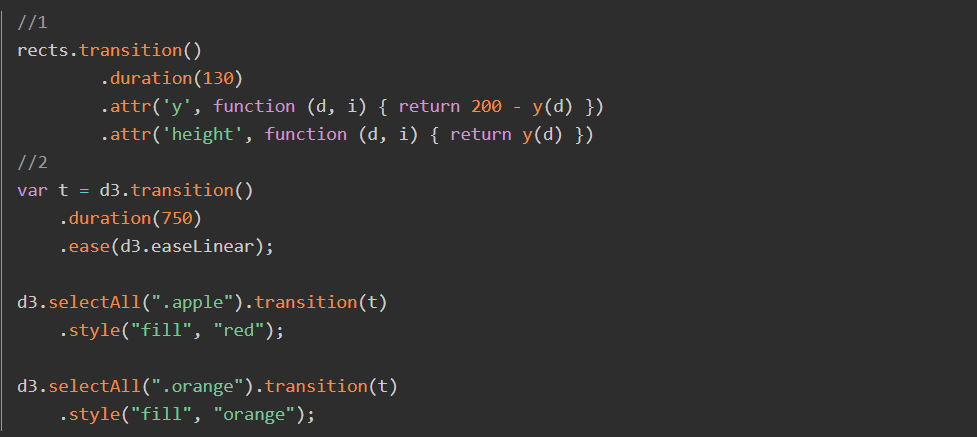 //1
rects.transition()
        .duration(130)
        .attr('y', function (d, i) { return 200 - y(d) })
        .attr('height', function (d, i) { return y(d) })
//2
var t = d3.transition()
    .duration(750)
    .ease(d3.easeLinear);

d3.selectAll(".apple").transition(t)
    .style("fill", "red");

d3.selectAll(".orange").transition(t)
    .style("fill", "orange");